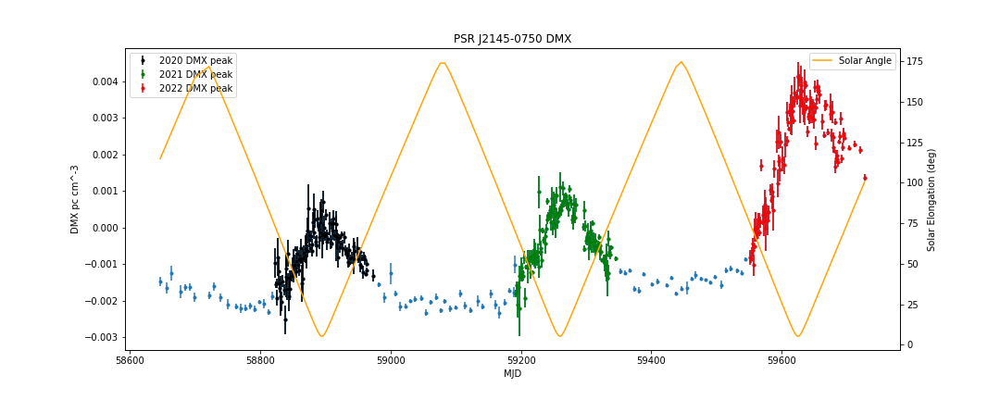 PSR J2145-0750 DMX
2020 DMX peak
2021 DMX peak
2022 DMX peak
Solar Angle
0.004
0.003
0.002
0.001
0.000
−0.001
−0.002
−0.003
DMX pc cm^-3
175
150
125
100
75
50
25
0
Solar Elongation (deg)
58600
58800
59000
59200
59400
59600
MJD